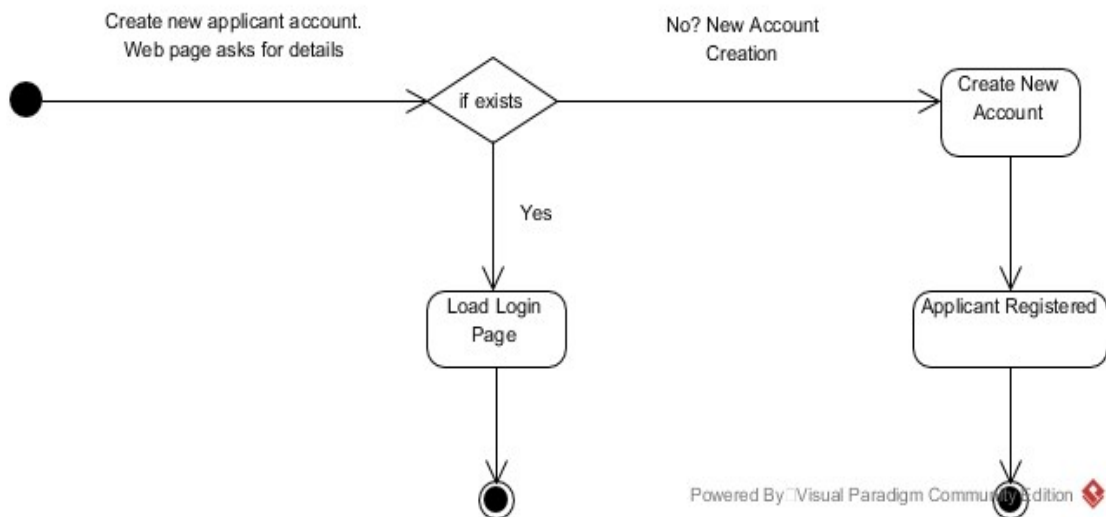 Create new applicant account.
Web page asks for details
No? New Account
Creation
if exists
Create New
Account
Yes
Load Login
Page
Applicant Registered
Powered By Visual Paradigm Community Edition